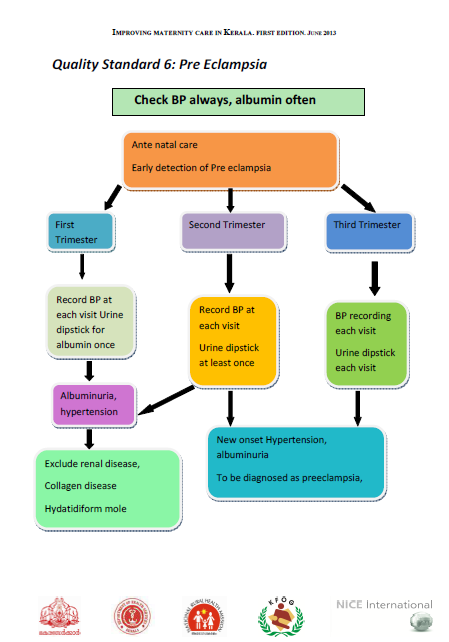 IMPROVING MATERNITY CARE IN KERALA. FIRST EDITION. JUNE 2013
Quality Standard 6: Pre Eclampsia
Check BP always, albumin often
Ante natal care
Early detection of Pre eclampsia
First
Trimester
Second Trimester
Third Trimester
Record BP at
each visit Urine
dipstick for
albumin once
Record BP at
each visit
Urine dipstick
at least once
BP recording
each visit
Urine dipstick
each visit
Albuminuria,
hypertension
New onset Hypertension,
albuminuria
To be diagnosed as preeclampsia,
Exclude renal disease,
Collagen disease
Hydatidiform mole
KFOG
NICE International